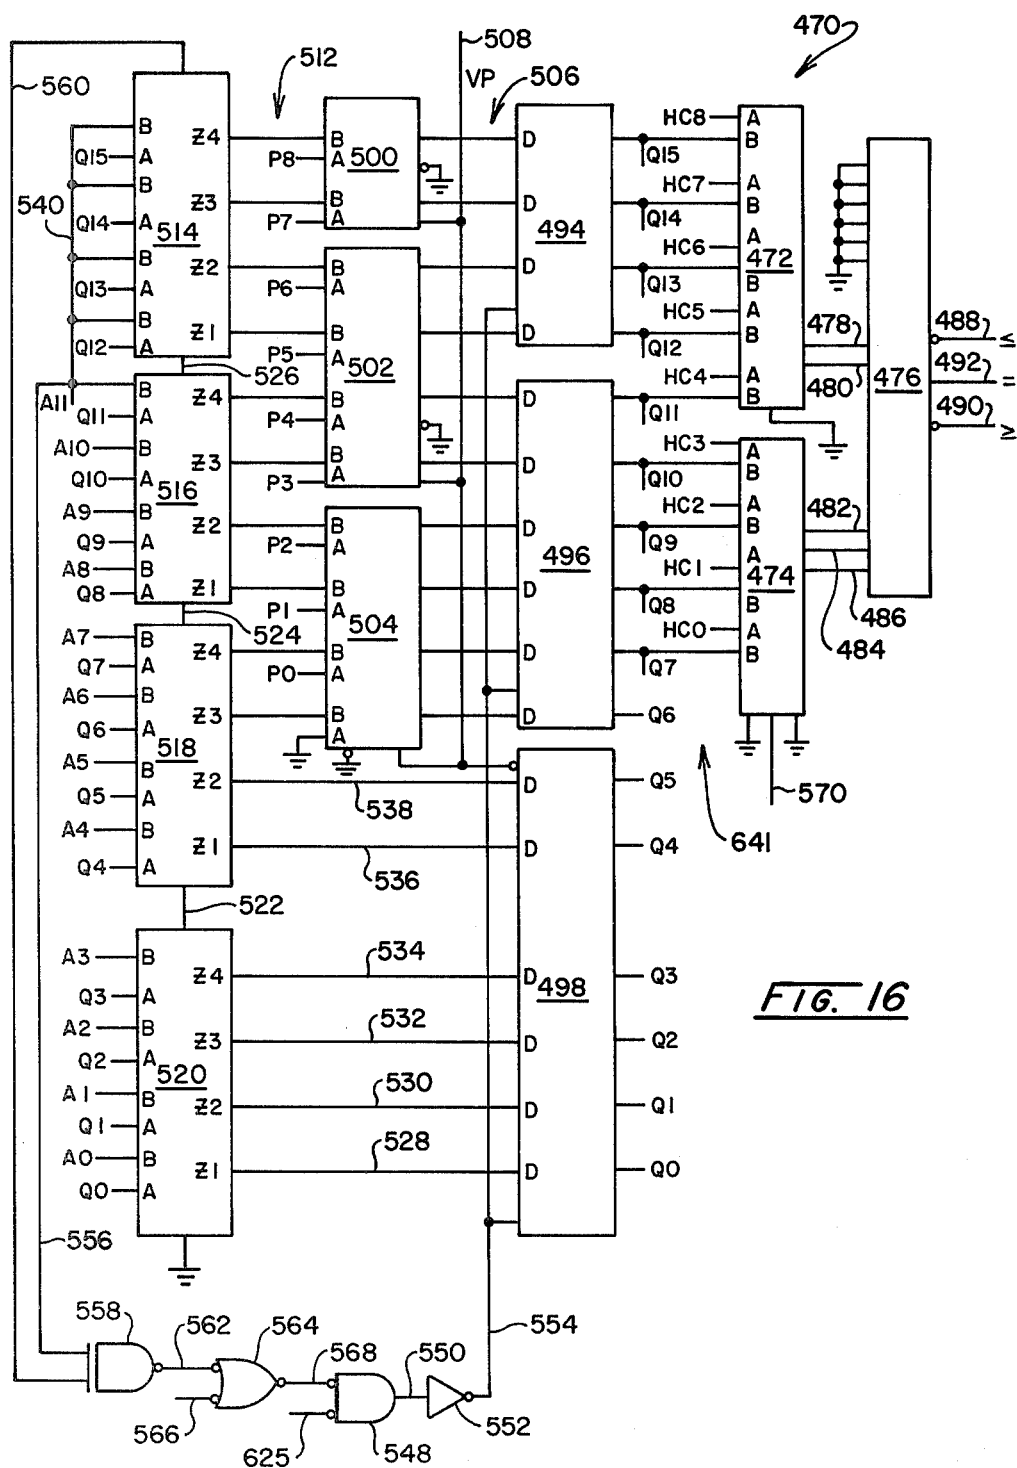 470
508
512
VP
506
560
HC8
A
B
Z4
B
A
500
D
B
Q15
A
P8
Q15
HC7
A
B
B
Z3
B
A
D
Q14
540
Q14
A
514
P7
494
HC6
A
472
B
Z2
B
A
D
B
Q13
A
P6
Q13
HC5
A
B
B
Z1
B
D
Q12
478
488
≤
Q12
A
P5
A
502
HC4
A
480
476
492
=
526
A11
B
Z4
B
D
Q11
B
490
≥
Q11
A
P4
A
HC3
A
A10
B
Z3
B
D
Q10
B
Q10
A
516
P3
A
HC2
A
482
A9
B
Z2
B
D
Q9
B
Q9
A
P2
A
496
A
A8
B
HC1
474
486
Q8
A
Z1
B
D
Q8
B
P1
A
504
524
HC0
A
484
A7
B
Z4
B
D
Q7
B
Q7
A
P0
A
A6
B
Z3
B
D
Q6
Q6
A
518
A
A5
B
Z2
538
D
Q5
570
Q5
A
A4
B
Z1
536
D
Q4
641
Q4
A
522
A3
B
Z4
534
D
498
Q3
Q3
A
FIG. 16
A2
B
Z3
532
D
Q2
Q2
A
520
A1
B
Z2
530
D
Q1
Q1
A
A0
B
Z1
528
D
Q0
Q0
A
556
558
562
564
568
550
554
566
625
548
552